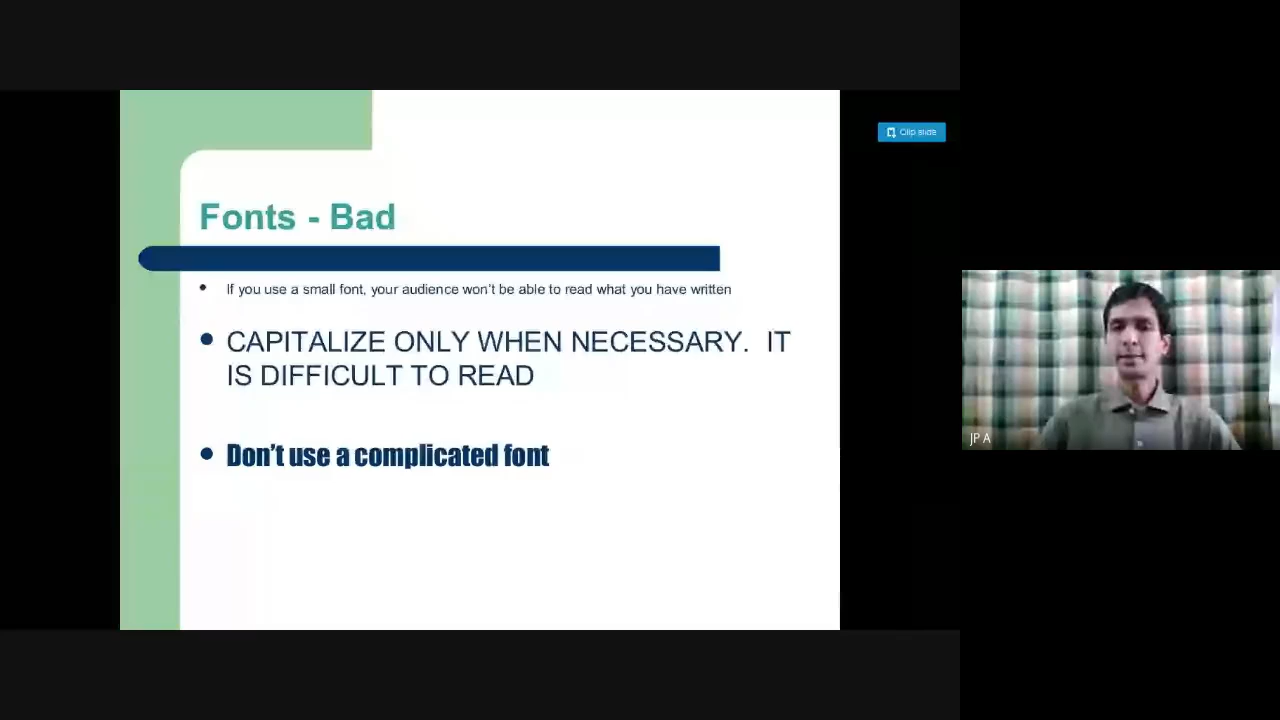 Clip slide
Fonts - Bad
• If you use a small font, your audience won't be able to read what you have written
• CAPITALIZE ONLY WHEN NECESSARY.  IT
IS DIFFICULT TO READ
• Don't use a complicated font
JP A